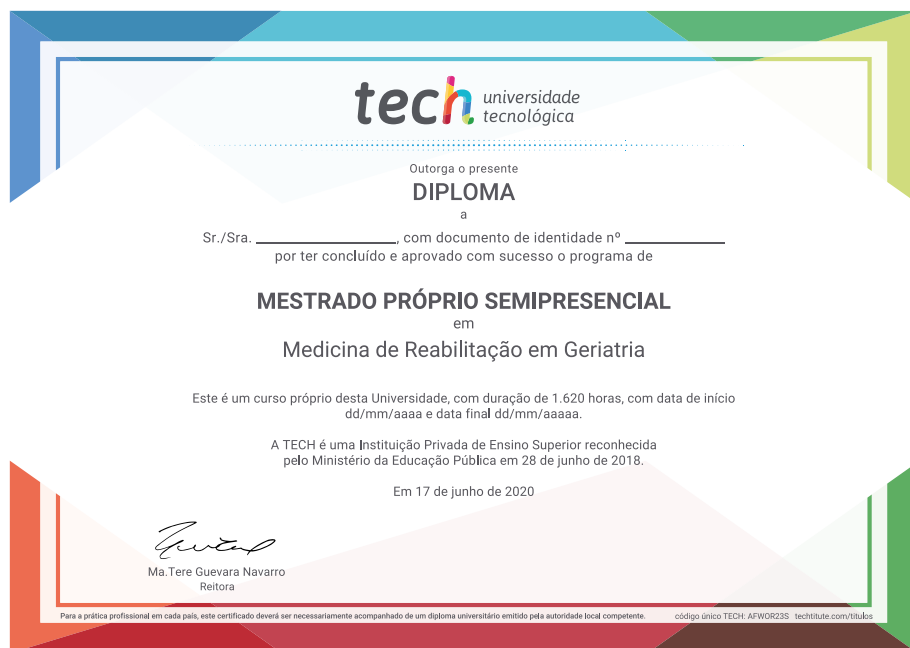 tech universidade
tecnológica
Outorga o presente
DIPLOMA
a
Sr./Sra. ____________________, com documento de identidade nº ______________
por ter concluído e aprovado com sucesso o programa de
MESTRADO PRÓPRIO SEMIPRESENCIAL
em
Medicina de Reabilitação em Geriatria
Este é um curso próprio desta Universidade, com duração de 1.620 horas, com data de início
dd/mm/aaaa e data final dd/mm/aaaaa.
A TECH é uma Instituição Privada de Ensino Superior reconhecida
pelo Ministério da Educação Pública em 28 de junho de 2018.
Em 17 de junho de 2020
Ma.Tere Guevara Navarro
Reitora
Para a prática profissional em cada país, este certificado deverá ser necessariamente acompanhado de um diploma universitário emitido pela autoridade local competente. código único TECH: AFWOR23S techtitute.com/titulos